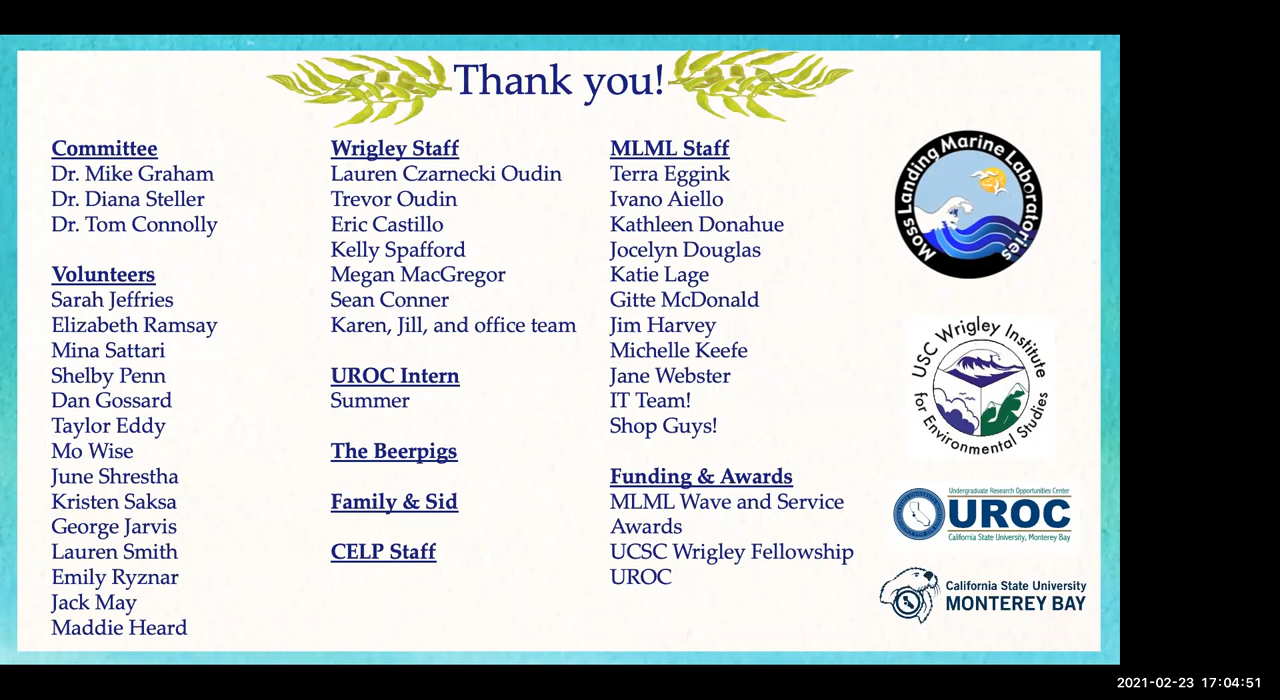 Thank you!
Committee
Dr. Mike Graham
Dr. Diana Steller
Dr. Tom Connolly
Volunteers
Sarah Jeffries
Elizabeth Ramsay
Mina Sattari
Shelby Penn
Dan Gossard
Taylor Eddy
Mo Wise
June Shrestha
Kristen Saksa
George Jarvis
Lauren Smith
Emily Ryznar
Jack May
Maddie Heard
Wrigley Staff
Lauren Czarnecki Oudin
Trevor Oudin
Eric Castillo
Kelly Spafford
Megan MacGregor
Sean Conner
Karen, Jill, and office team
UROC Intern
Summer
The Beerpigs
Family & Sid
CELP Staff
MLML Staff
Terra Eggink
Ivano Aiello
Kathleen Donahue
Jocelyn Douglas
Katie Lage
Gitte McDonald
Jim Harvey
Michelle Keefe
Jane Webster
IT Team!
Shop Guys!
Funding & Awards
MLML Wave and Service
Awards
UCSC Wrigley Fellowship
UROC
Moss Landing Marine Laboratories
USC Wrigley Institute
for Environmental Studies
Undergraduate Research Opportunities Center
UROC
California State University, Monterey Bay
California State University
MONTEREY BAY
2021-02-23 17:04:51